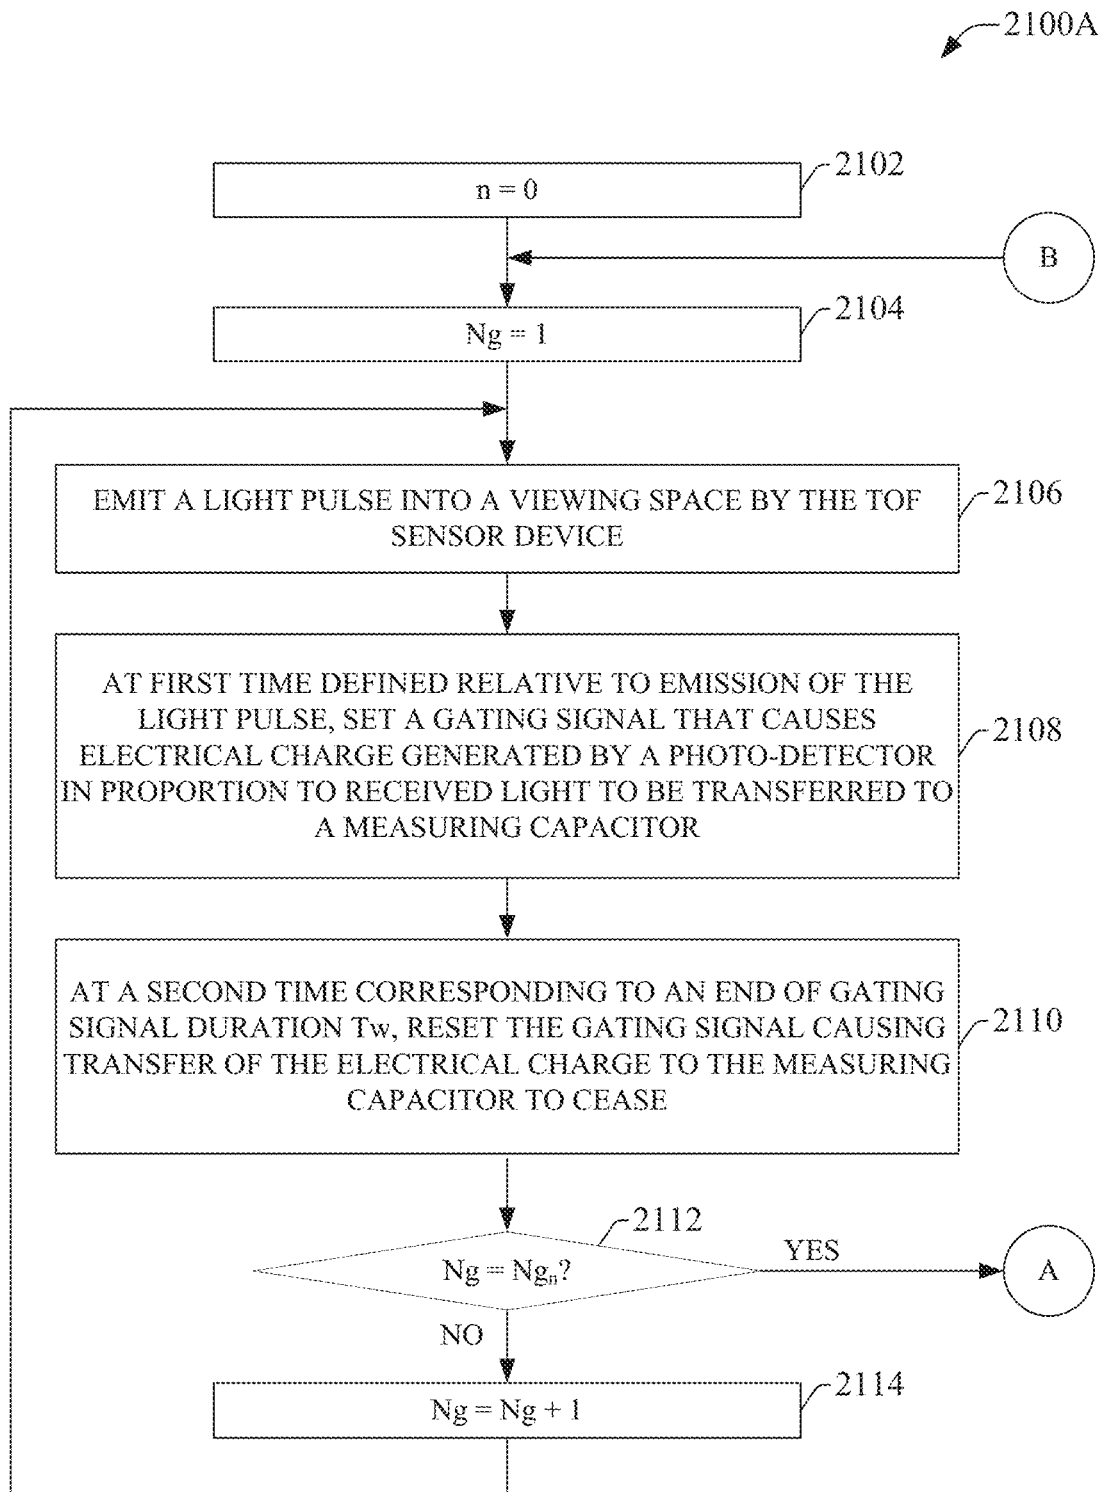 2100A
2102
n = 0
B
2104
Ng = 1
2106
EMIT A LIGHT PULSE INTO A VIEWING SPACE BY THE TOF
SENSOR DEVICE
AT FIRST TIME DEFINED RELATIVE TO EMISSION OF THE
LIGHT PULSE, SET A GATING SIGNAL THAT CAUSES
ELECTRICAL CHARGE GENERATED BY A PHOTO-DETECTOR
IN PROPORTION TO RECEIVED LIGHT TO BE TRANSFERRED TO
A MEASURING CAPACITOR
2108
AT A SECOND TIME CORRESPONDING TO AN END OF GATING
SIGNAL DURATION Tw, RESET THE GATING SIGNAL CAUSING
TRANSFER OF THE ELECTRICAL CHARGE TO THE MEASURING
CAPACITOR TO CEASE
2110
2112
Ng = Ngn?
YES
A
NO
2114
Ng = Ng + 1